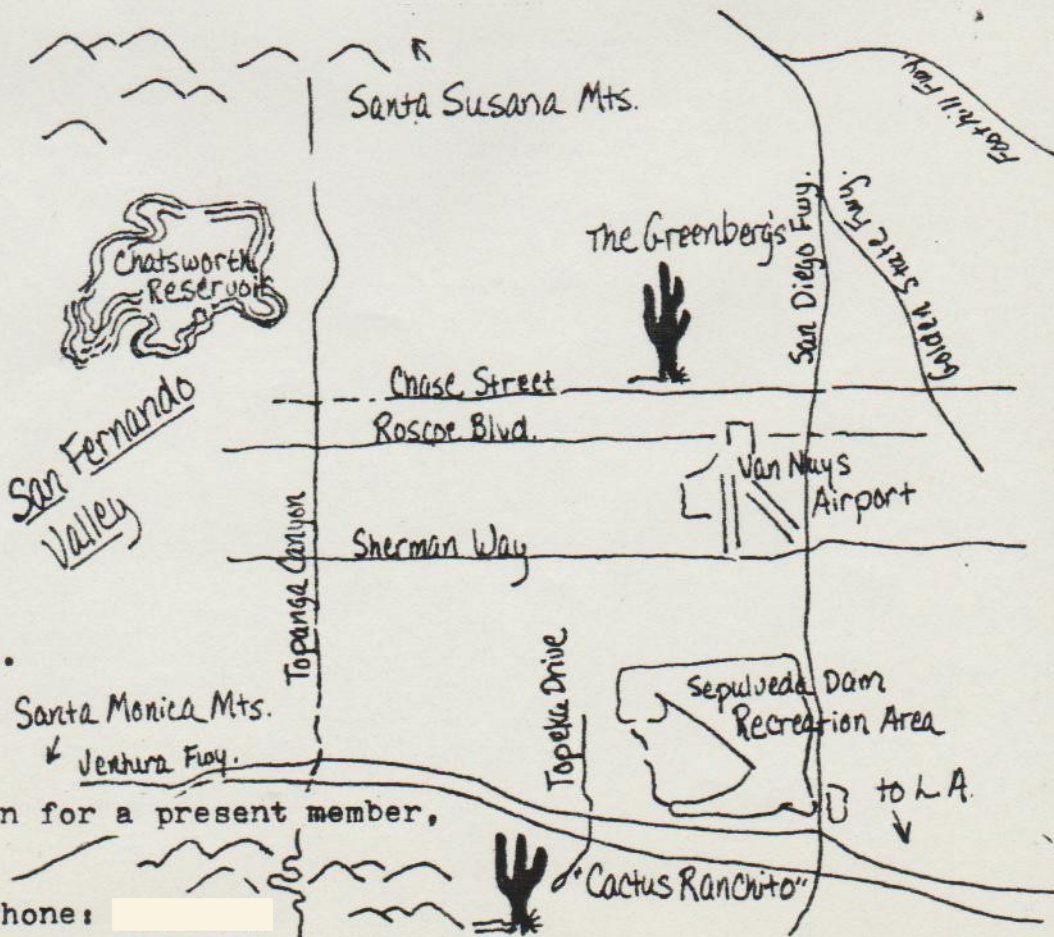 Santa Susana Mts.
Foothill Fwy.
Chatsworth
Reservoir
The Greenberg's
San Diego Fwy.
Golden State Fwy.
Chase Street
San Fernando
Valley
Roscoe Blvd.
Van Nuys
Airport
Sherman Way
Topanga Canyon
Topeka Drive
Sepulveda Dam
Recreation Area
Santa Monica Mts.
Ventura Fwy.
to L.A.
n for a present member,
"Cactus Ranchito"
hone: